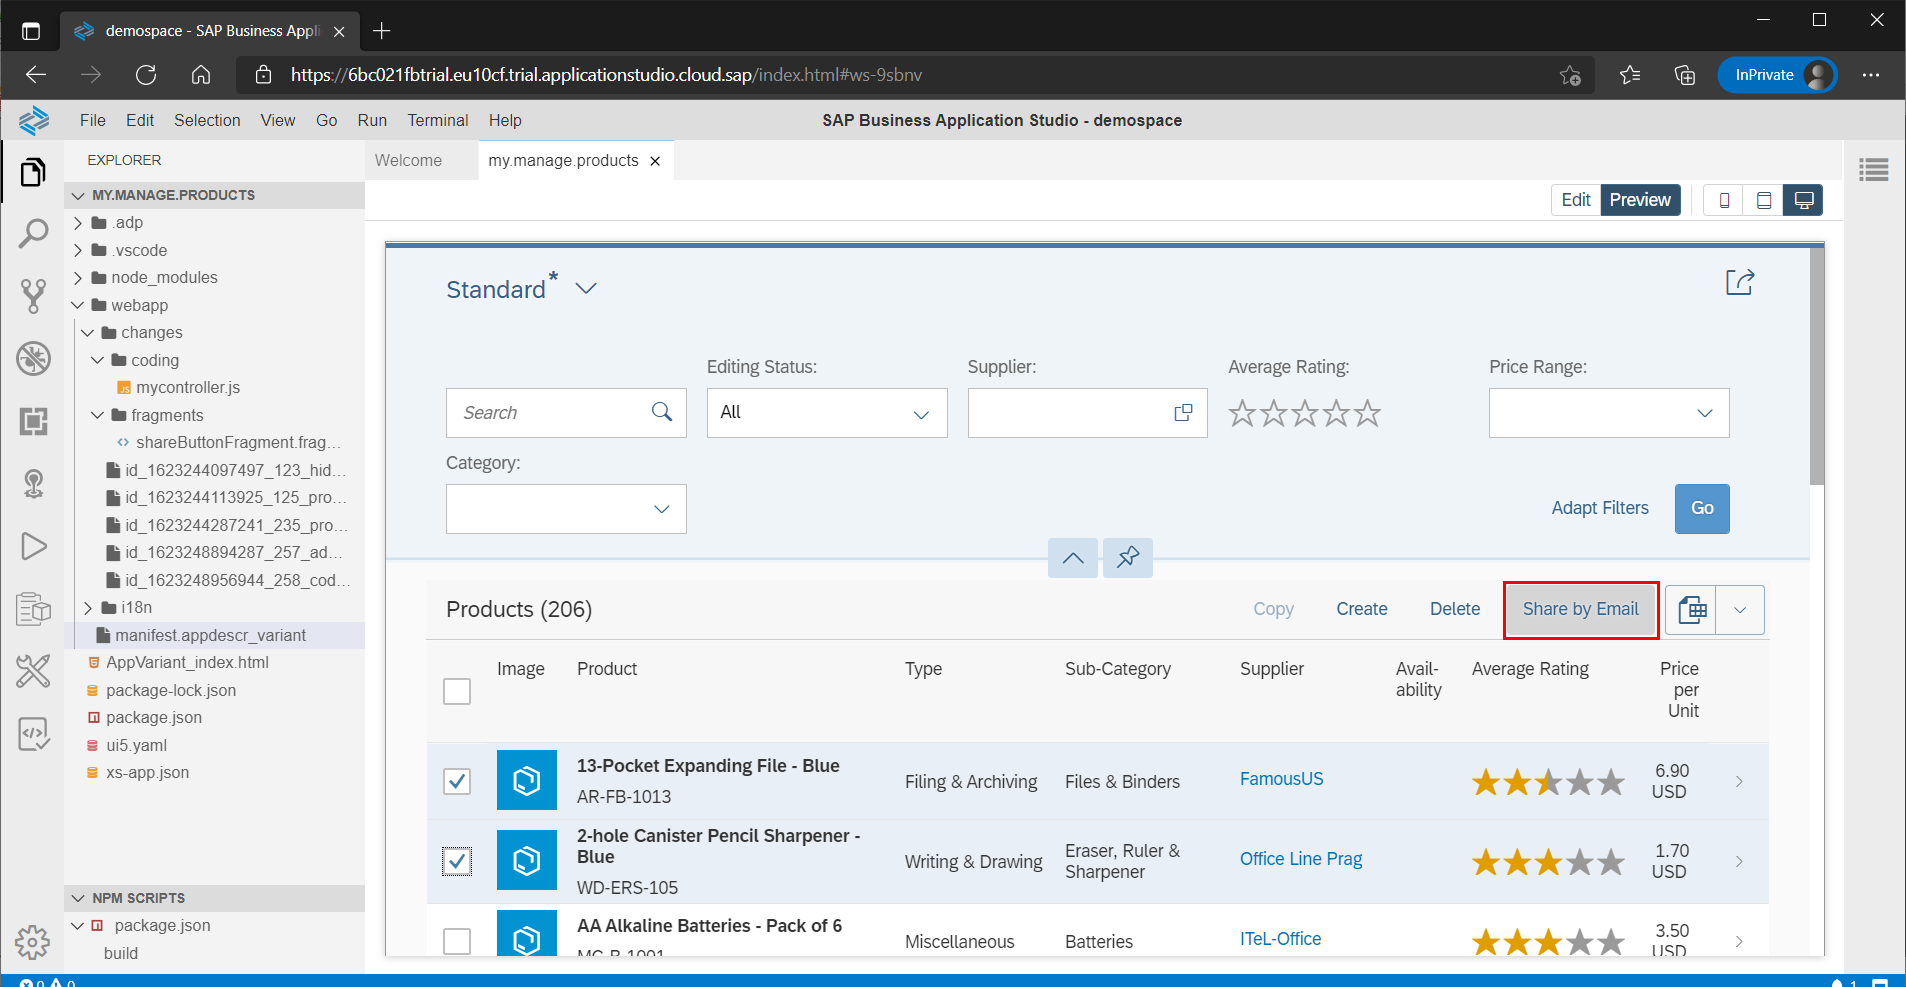 demospace - SAP Business Appli
https://6bc021fbtrial.eu10cf.trial.applicationstudio.cloud.sap/index.html#ws-9sbnv
InPrivate
File Edit Selection View Go Run Terminal Help
SAP Business Application Studio - demospace
EXPLORER
MY.MANAGE.PRODUCTS
.adp
.vscode
node_modules
webapp
changes
coding
JS mycontroller.js
fragments
shareButtonFragment.frag...
id_1623244097497_123_hid...
id_1623244113925_125_pro...
id_1623244287241_235_pro...
id_1623248894287_257_ad...
id_1623248956944_258_cod...
i18n
manifest.appdescr_variant
AppVariant_index.html
package-lock.json
package.json
ui5.yaml
xs-app.json
NPM SCRIPTS
package.json
build
Welcome
my.manage.products
Edit Preview
Standard*
Search
Editing Status:
All
Supplier:
Average Rating:
Price Range:
Category:
Adapt Filters
Go
Products (206)
Copy Create Delete Share by Email
Image Product Type Sub-Category Supplier Avail-
ability Average Rating Price
per
Unit
13-Pocket Expanding File - Blue
AR-FB-1013
Filing & Archiving
Files & Binders
FamousUS
6.90
USD
2-hole Canister Pencil Sharpener -
Blue
WD-ERS-105
Writing & Drawing
Eraser, Ruler &
Sharpener
Office Line Prag
1.70
USD
AA Alkaline Batteries - Pack of 6
Miscellaneous
Batteries
ITeL-Office
3.50
USD
0 0
1